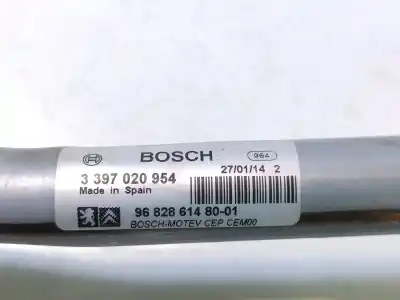 BOSCH
964
3 397 020 954
27/01/14 2
Made in Spain
96 828 614 80-01
BOSCH-MOTEV CEP CEM00